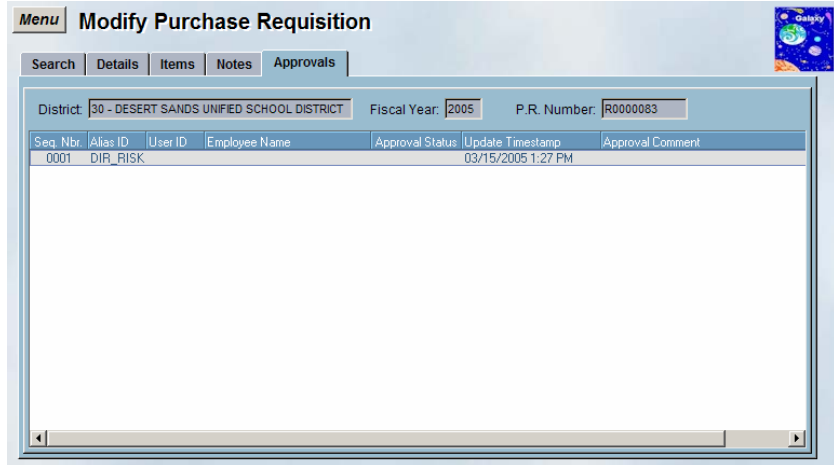 Menu Modify Purchase Requisition
Galaxy
Search Details Items Notes Approvals
District: 30 - DESERT SANDS UNIFIED SCHOOL DISTRICT Fiscal Year: 2005 P.R. Number: R0000083
Seq. Nbr. Alias ID User ID Employee Name Approval Status Update Timestamp Approval Comment
0001 DIR_RISK 03/15/2005 1:27 PM